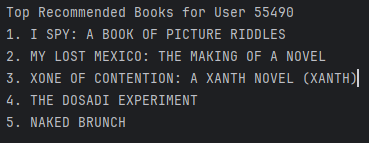 Top Recommended Books for User 55490
1. I SPY: A BOOK OF PICTURE RIDDLES
2. MY LOST MEXICO: THE MAKING OF A NOVEL
3. XONE OF CONTENTION: A XANTH NOVEL (XANTH)
4. THE DOSADI EXPERIMENT
5. NAKED BRUNCH